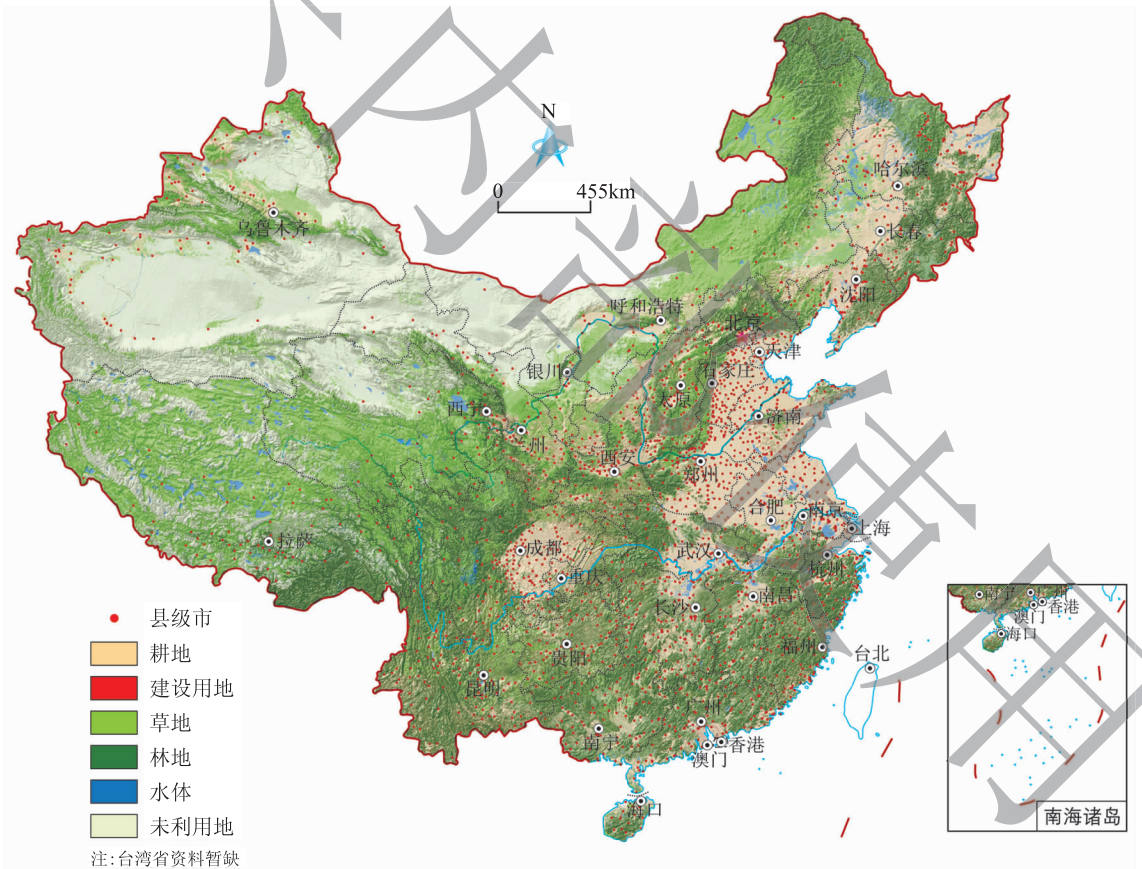 N
0 455km
哈尔滨
乌鲁木齐
长春
沈阳
呼和浩特
北京
天津
银川
石家庄
太原
西宁
济南
州
西安
郑州
合肥
南京
上海
拉萨
成都
武汉
杭州
重庆
长沙
南昌
贵阳
福州
台北
昆明
广州
南宁
香港
澳门
海口
县级市
耕地
建设用地
草地
林地
水体
未利用地
注:台湾省资料暂缺
南宁
广州
香港
澳门
海口
南海诸岛